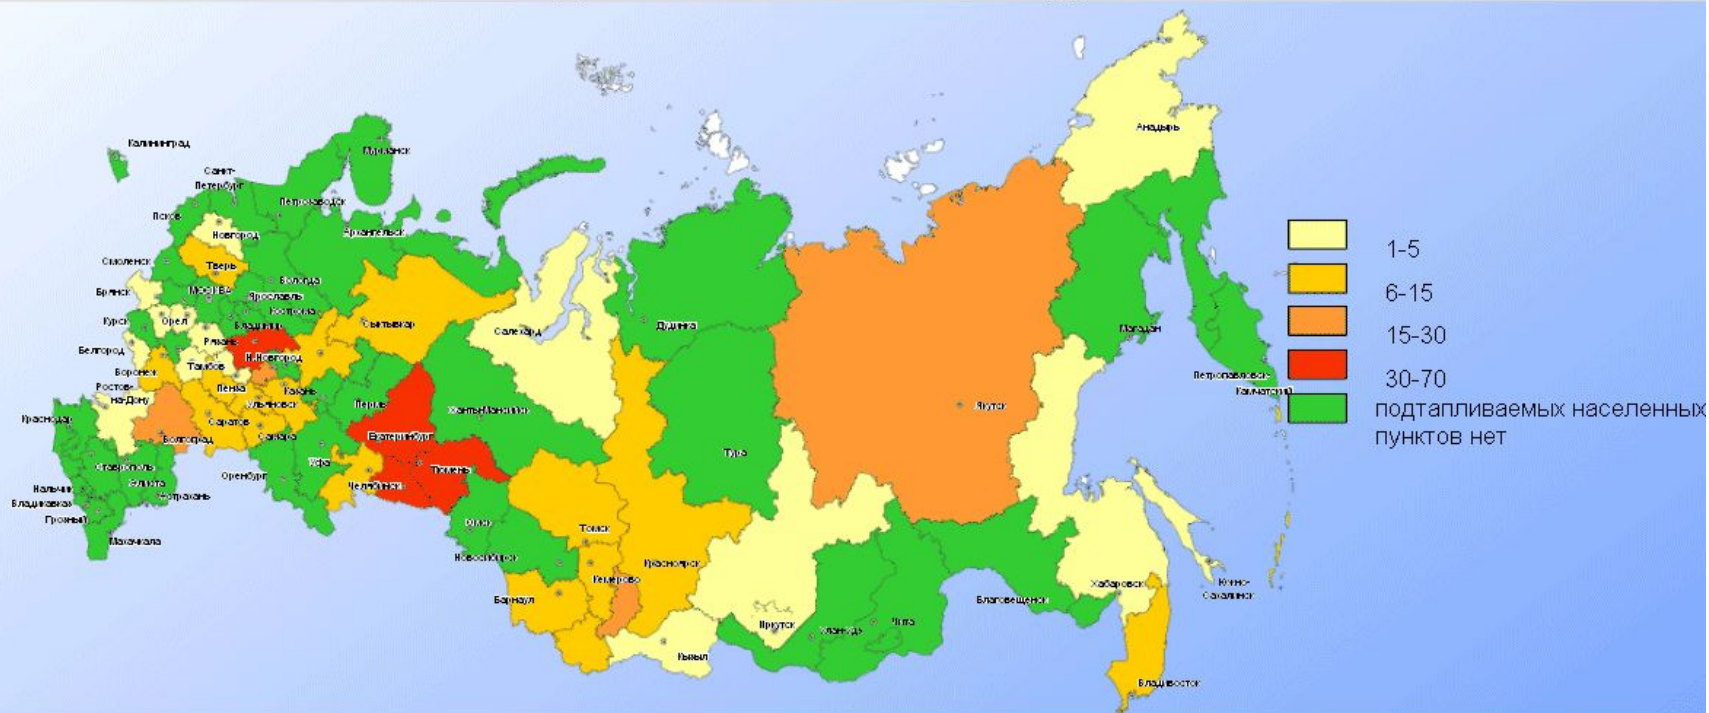 Калининград
Мурманск
Санкт-
Петербург
Петрозаводск
Псков
Новгород
Архангельск
Анадырь
Смоленск
Тверь
Вологда
Брянск
МОСКВА
Ярославль
Кострома
Курск
Орел
Владимир
Сыктывкар
Салехард
Дудинка
Магадан
Белгород
Рязань
Н.Новгород
Воронеж
Тамбов
Пенза
Казань
Ростов-
на-Дону
Ульяновск
Пермь
Ханты-Мансийск
Якутск
Петропавловск-
Камчатский
Краснодар
Волгоград
Саратов
Самара
Екатеринбург
Тура
Ставрополь
Уфа
Тюмень
Оренбург
Челябинск
Элиста
Нальчик
Астрахань
Владикавказ
Грозный
Махачкала
Омск
Томск
Новосибирск
Красноярск
Кемерово
Барнаул
Хабаровск
Южно-
Сахалинск
Благовещенск
Иркутск
Улан-Удэ
Чита
Кызыл
Владивосток
1-5
6-15
15-30
30-70
подтапливаемых населенных
пунктов нет